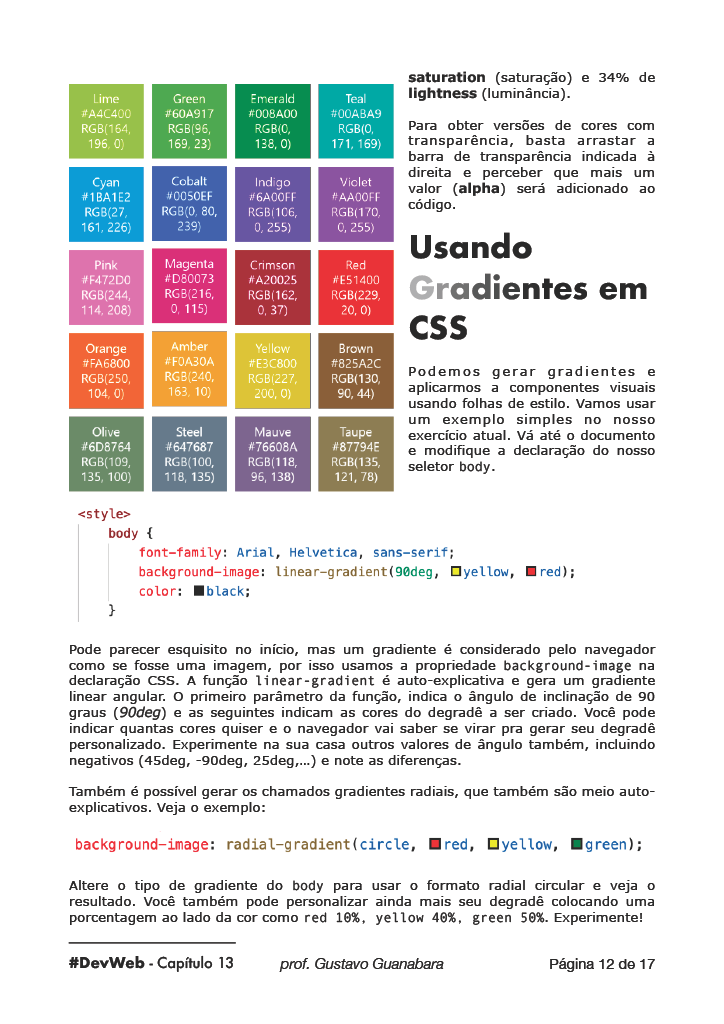 Lime
#A4C400
RGB(164,
196, 0)
Green
#60A917
RGB(96,
169, 23)
Emerald
#008A00
RGB(0,
138, 0)
Teal
#00ABA9
RGB(0,
171, 169)
Cyan
#1BA1E2
RGB(27,
161, 226)
Cobalt
#0050EF
RGB(0, 80,
239)
Indigo
#6A00FF
RGB(106,
0, 255)
Violet
#AA00FF
RGB(170,
0, 255)
Pink
#F472D0
RGB(244,
114, 208)
Magenta
#D80073
RGB(216,
0, 115)
Crimson
#A20025
RGB(162,
0, 37)
Red
#E51400
RGB(229,
20, 0)
Orange
#FA6800
RGB(250,
104, 0)
Amber
#F0A30A
RGB(240,
163, 10)
Yellow
#E3C800
RGB(227,
200, 0)
Brown
#825A2C
RGB(130,
90, 44)
Olive
#6D8764
RGB(109,
135, 100)
Steel
#647687
RGB(100,
118, 135)
Mauve
#76608A
RGB(118,
96, 138)
Taupe
#87794E
RGB(135,
121, 78)
saturation (saturação) e 34% de
lightness (luminância).
Para obter versões de cores com
transparência, basta arrastar a
barra de transparência indicada à
direita e perceber que mais um
valor (alpha) será adicionado ao
código.
Usando
Gradientes em
CSS
Podemos gerar gradientes e
aplicarmos a componentes visuais
usando folhas de estilo. Vamos usar
um exemplo simples no nosso
exercício atual. Vá até o documento
e modifique a declaração do nosso
seletor body.
<style>
body {
font-family: Arial, Helvetica, sans-serif;
background-image: linear-gradient(90deg, yellow, red);
color: black;
}
Pode parecer esquisito no início, mas um gradiente é considerado pelo navegador
como se fosse uma imagem, por isso usamos a propriedade background-image na
declaração CSS. A função linear-gradient é auto-explicativa e gera um gradiente
linear angular. O primeiro parâmetro da função, indica o ângulo de inclinação de 90
graus (90deg) e as seguintes indicam as cores do degradê a ser criado. Você pode
indicar quantas cores quiser e o navegador vai saber se virar pra gerar seu degradê
personalizado. Experimente na sua casa outros valores de ângulo também, incluindo
negativos (45deg, -90deg, 25deg,...) e note as diferenças.
Também é possível gerar os chamados gradientes radiais, que também são meio auto-
explicativos. Veja o exemplo:
background-image: radial-gradient(circle, red, yellow, green);
Altere o tipo de gradiente do body para usar o formato radial circular e veja o
resultado. Você também pode personalizar ainda mais seu degradê colocando uma
porcentagem ao lado da cor como red 10%, yellow 40%, green 50%. Experimente!
#DevWeb - Capítulo 13 prof. Gustavo Guanabara Página 12 de 17